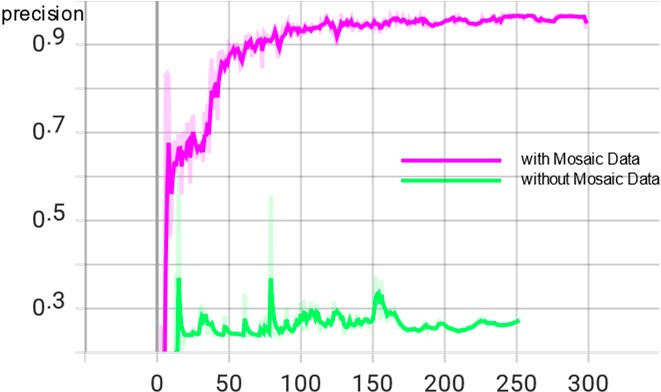 precision
0.9
0.7
with Mosaic Data
without Mosaic Data
0.5
0.3
0 50 100 150 200 250 300